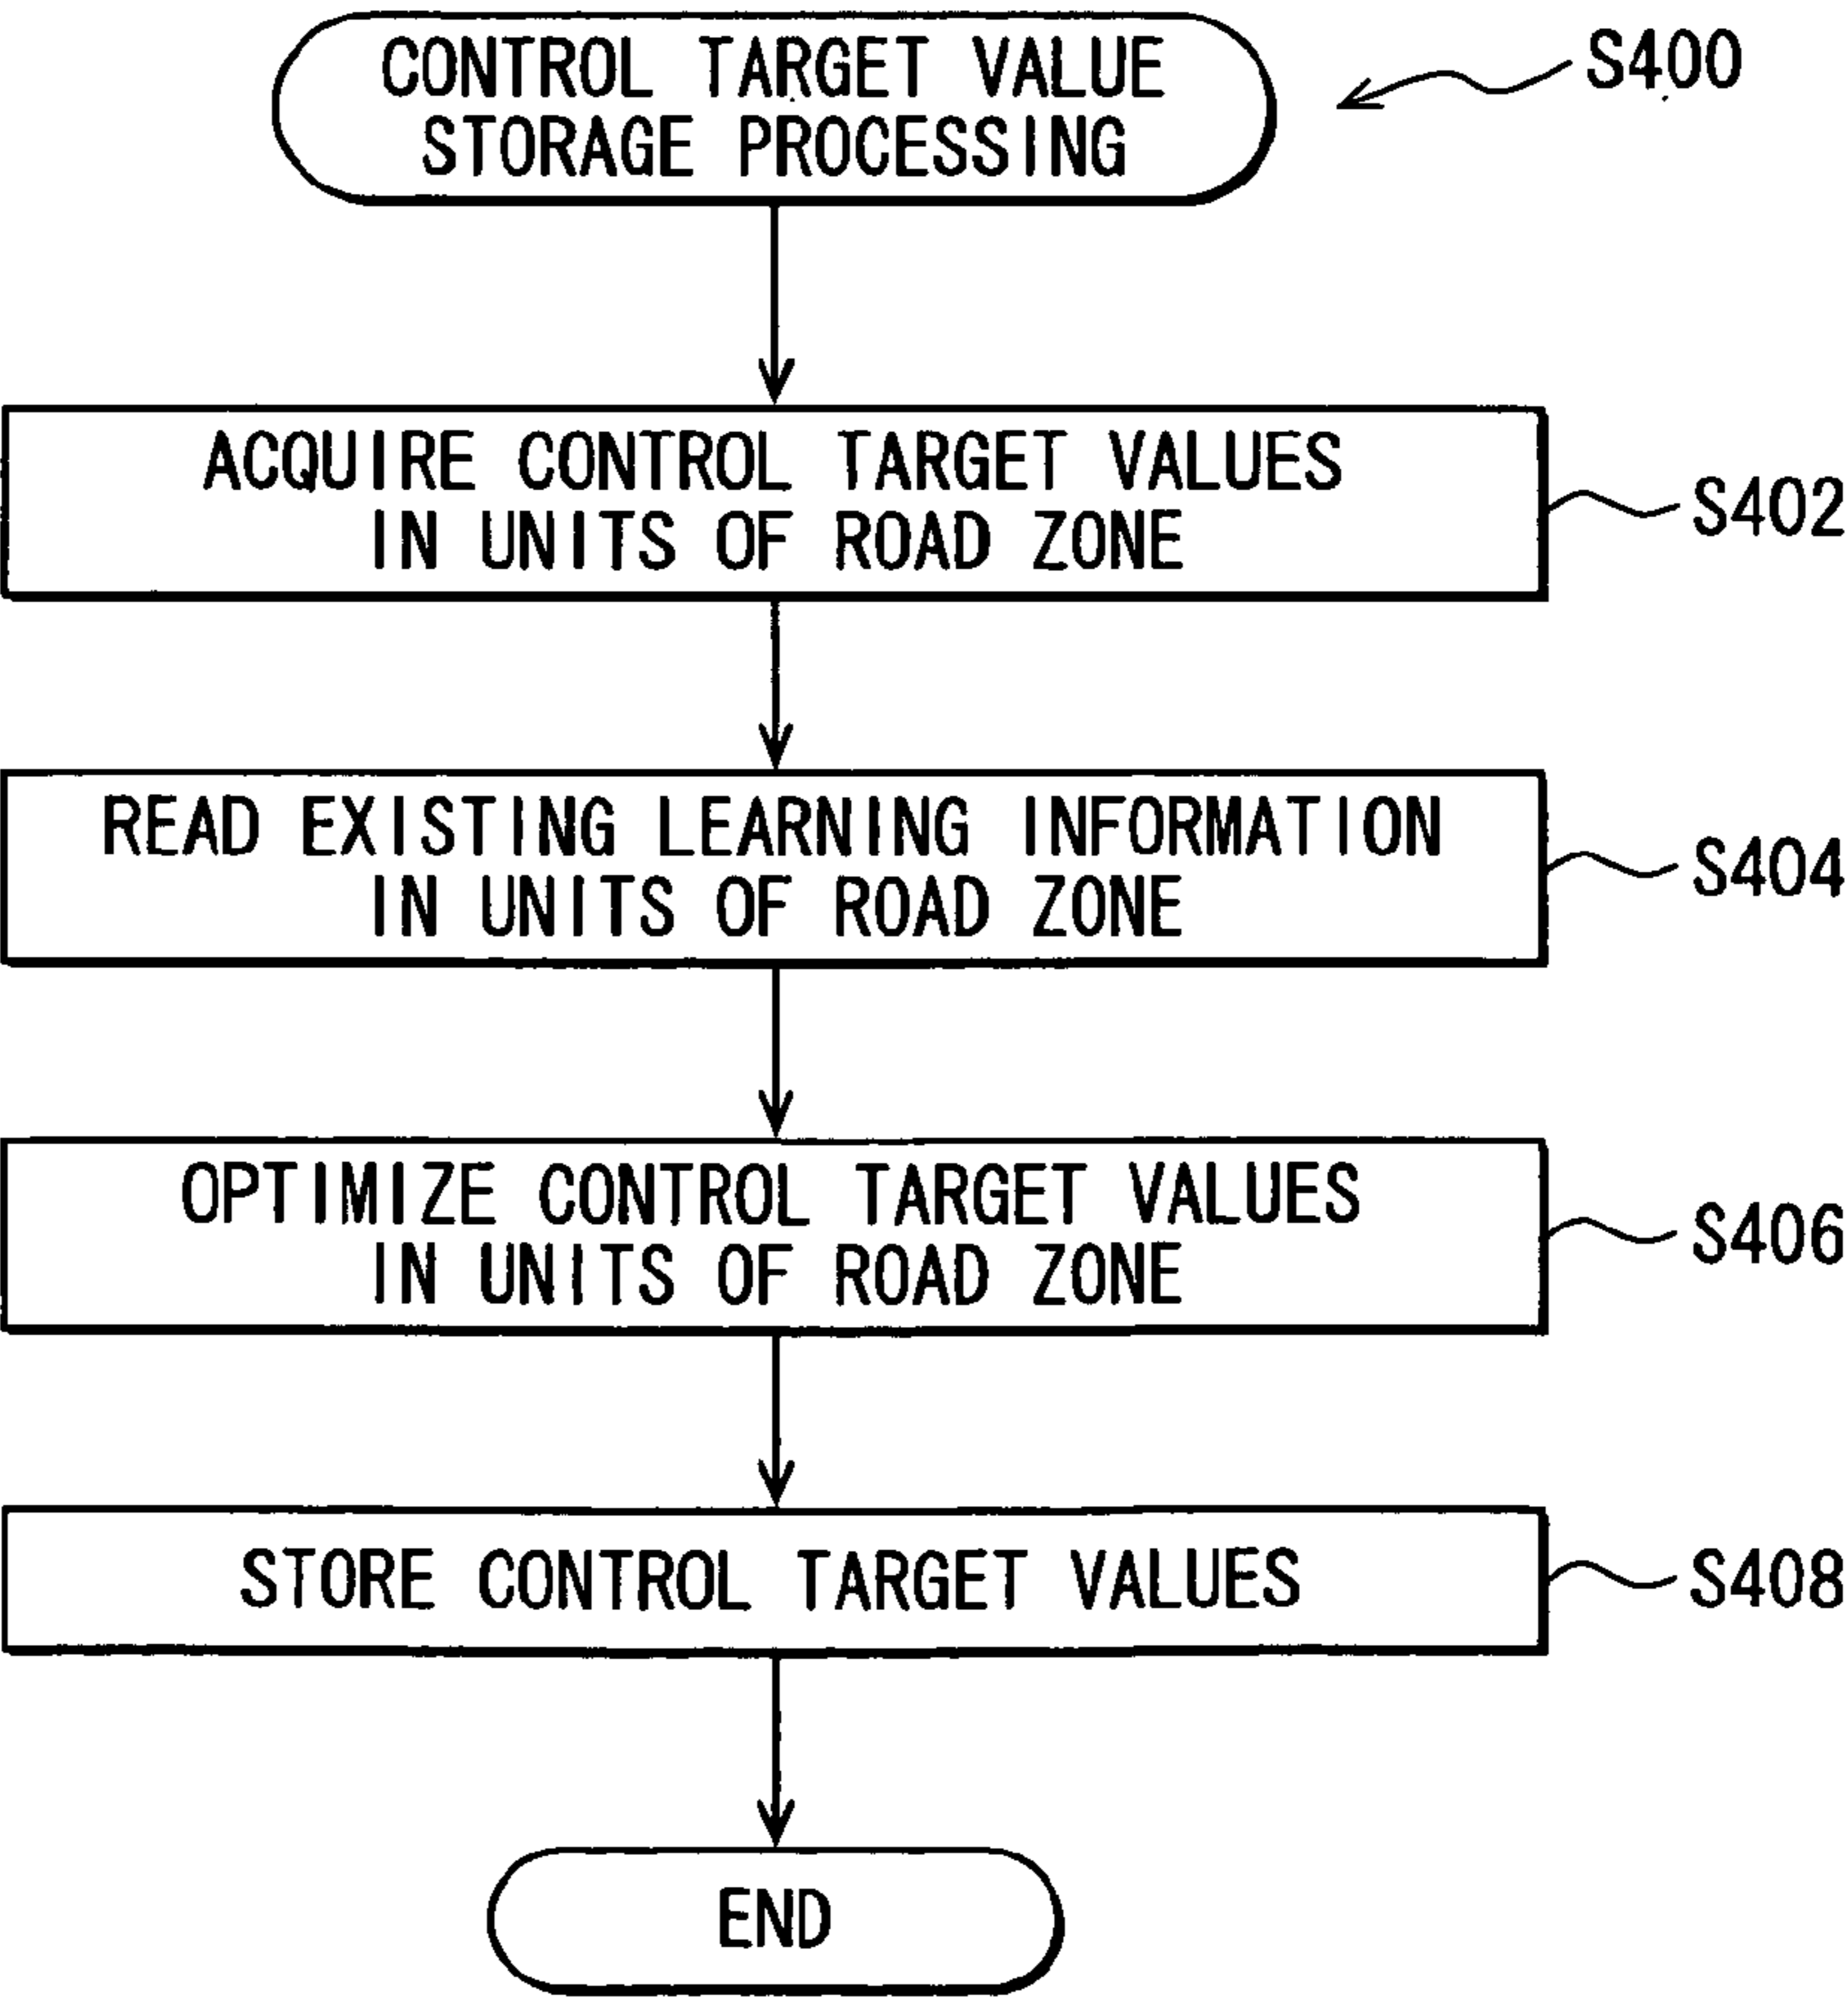 CONTROL TARGET VALUE
STORAGE PROCESSING
S400
ACQUIRE CONTROL TARGET VALUES
IN UNITS OF ROAD ZONE
S402
READ EXISTING LEARNING INFORMATION
IN UNITS OF ROAD ZONE
S404
OPTIMIZE CONTROL TARGET VALUES
IN UNITS OF ROAD ZONE
S406
STORE CONTROL TARGET VALUES
S408
END